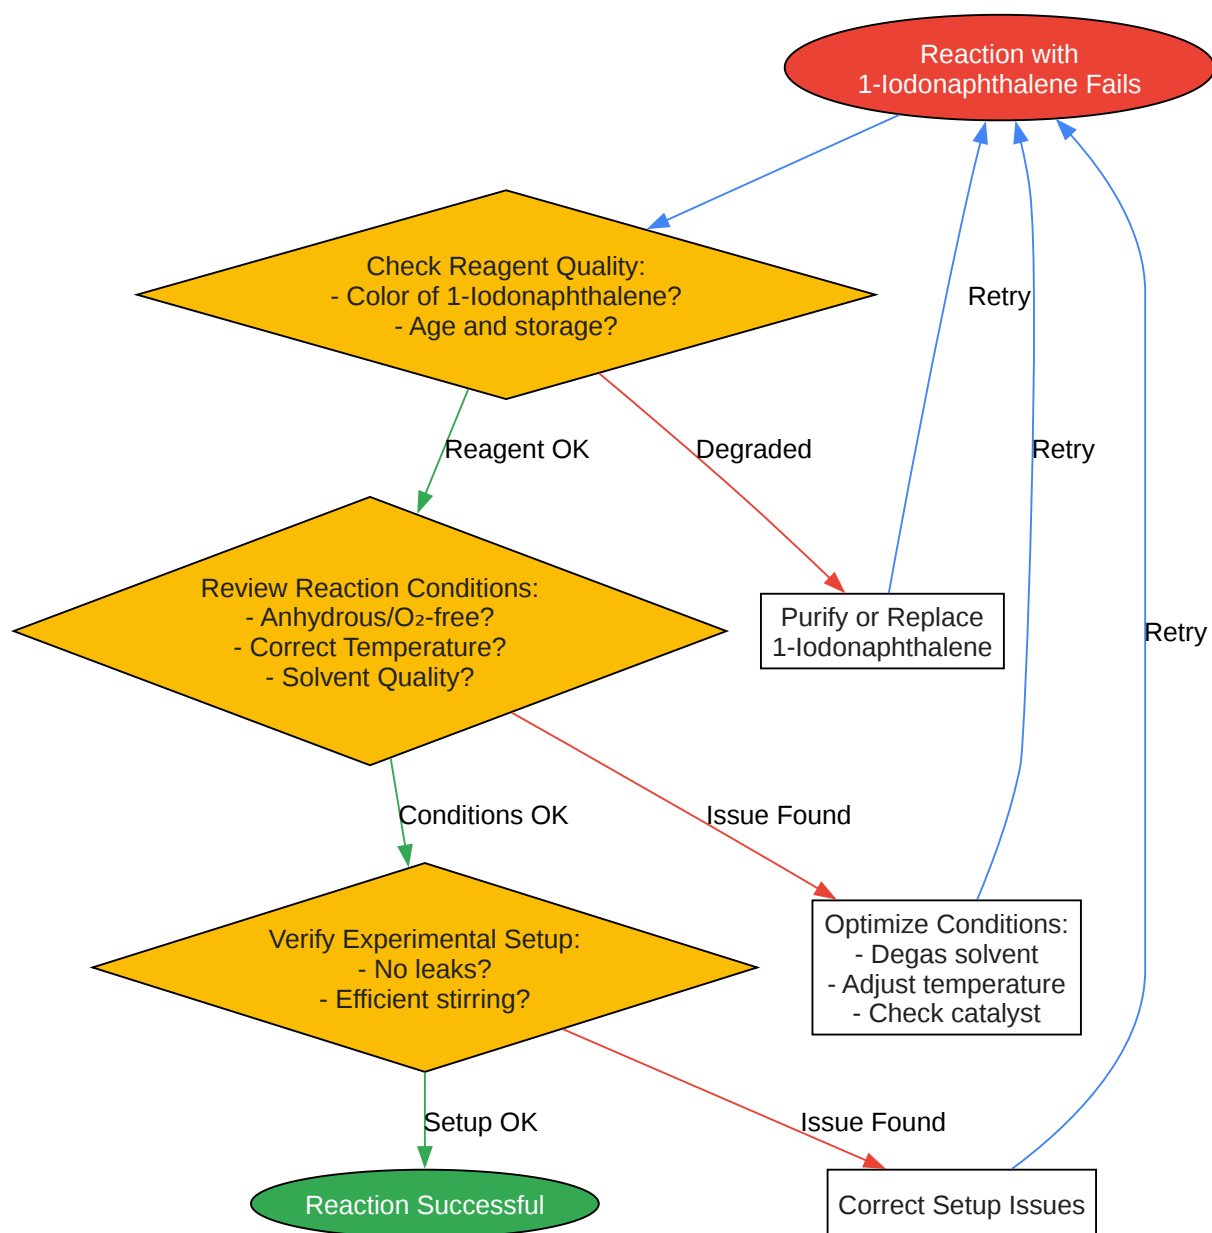 Reaction with
1-Iodonaphthalene Fails
Check Reagent Quality:
- Color of 1-Iodonaphthalene?
- Age and storage?
Retry
Reagent OK
Degraded
Retry
Review Reaction Conditions:
- Anhydrous/O₂-free?
- Correct Temperature?
- Solvent Quality?
Purify or Replace
1-Iodonaphthalene
Retry
Conditions OK
Issue Found
Verify Experimental Setup:
- No leaks?
- Efficient stirring?
Optimize Conditions:
- Degas solvent
- Adjust temperature
- Check catalyst
Setup OK
Issue Found
Reaction Successful
Correct Setup Issues